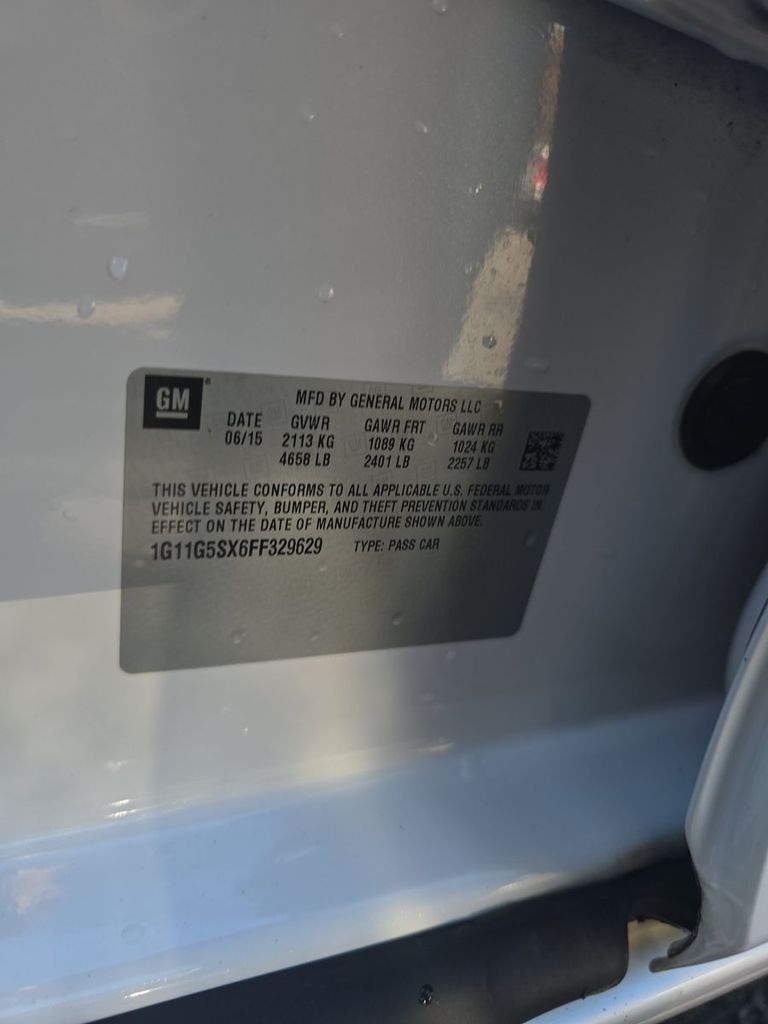 GM
MFD BY GENERAL MOTORS LLC
DATE GVWR GAWR FRT GAWR RR
06/15 2113 KG 1089 KG 1024 KG
4658 LB 2401 LB 2257 LB
THIS VEHICLE CONFORMS TO ALL APPLICABLE U.S. FEDERAL MOTOR
VEHICLE SAFETY, BUMPER, AND THEFT PREVENTION STANDARDS IN
EFFECT ON THE DATE OF MANUFACTURE SHOWN ABOVE.
1G11G5SX6FF329629 TYPE: PASS CAR